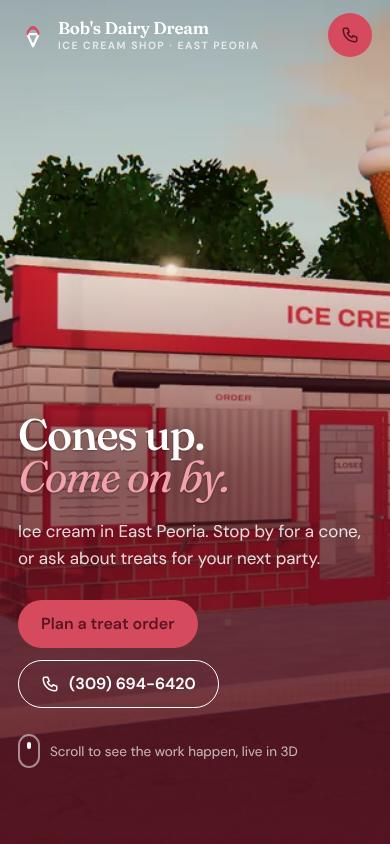 Bob's Dairy Dream
ICE CREAM SHOP · EAST PEORIA
ICE CRE
ORDER
CLOSED
Cones up.
Come on by.
Ice cream in East Peoria. Stop by for a cone,
or ask about treats for your next party.
Plan a treat order
(309) 694-6420
Scroll to see the work happen, live in 3D